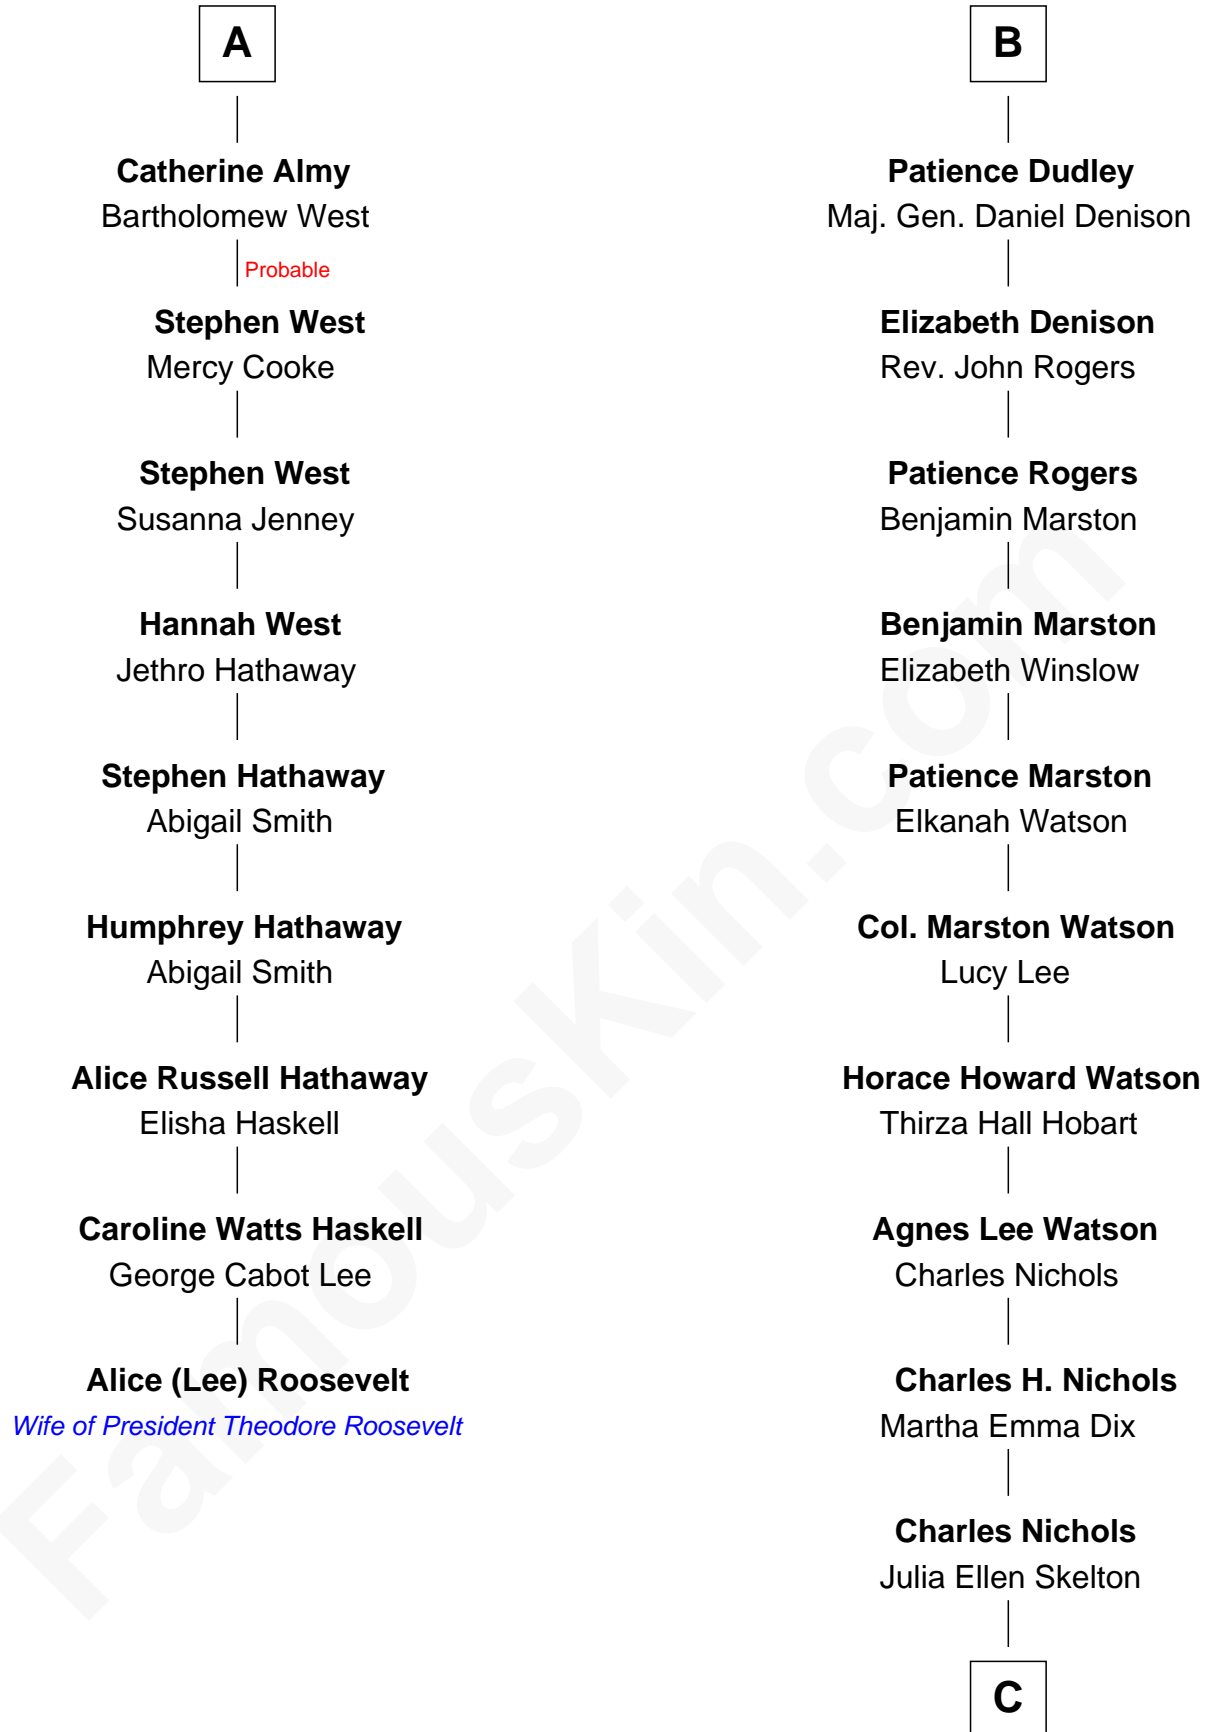 A
Catherine Almy
Bartholomew West
Probable
Stephen West
Mercy Cooke
Stephen West
Susanna Jenney
Hannah West
Jethro Hathaway
Stephen Hathaway
Abigail Smith
Humphrey Hathaway
Abigail Smith
Alice Russell Hathaway
Elisha Haskell
Caroline Watts Haskell
George Cabot Lee
Alice (Lee) Roosevelt
Wife of President Theodore Roosevelt
B
Patience Dudley
Maj. Gen. Daniel Denison
Elizabeth Denison
Rev. John Rogers
Patience Rogers
Benjamin Marston
Benjamin Marston
Elizabeth Winslow
Patience Marston
Elkanah Watson
Col. Marston Watson
Lucy Lee
Horace Howard Watson
Thirza Hall Hobart
Agnes Lee Watson
Charles Nichols
Charles H. Nichols
Martha Emma Dix
Charles Nichols
Julia Ellen Skelton
C
FamousKin.com